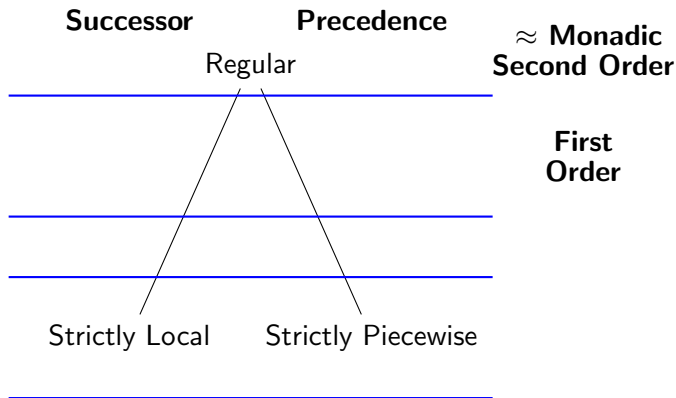 Successor Precedence
≈ Monadic
Second Order
Regular
First
Order
Strictly Local Strictly Piecewise